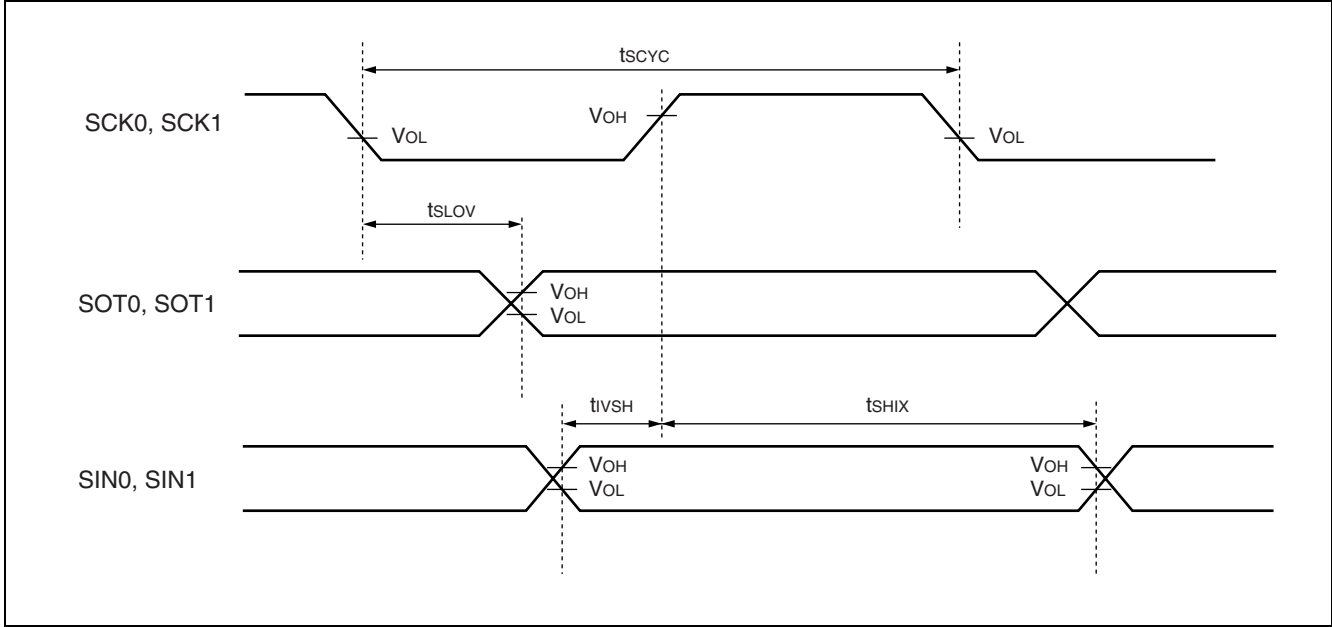 tSCYC
SCK0, SCK1
VOL
VOH
VOL
tSLOV
SOT0, SOT1
VOH
VOL
tIVSH
tSHIX
SIN0, SIN1
VOH
VOL
VOH
VOL